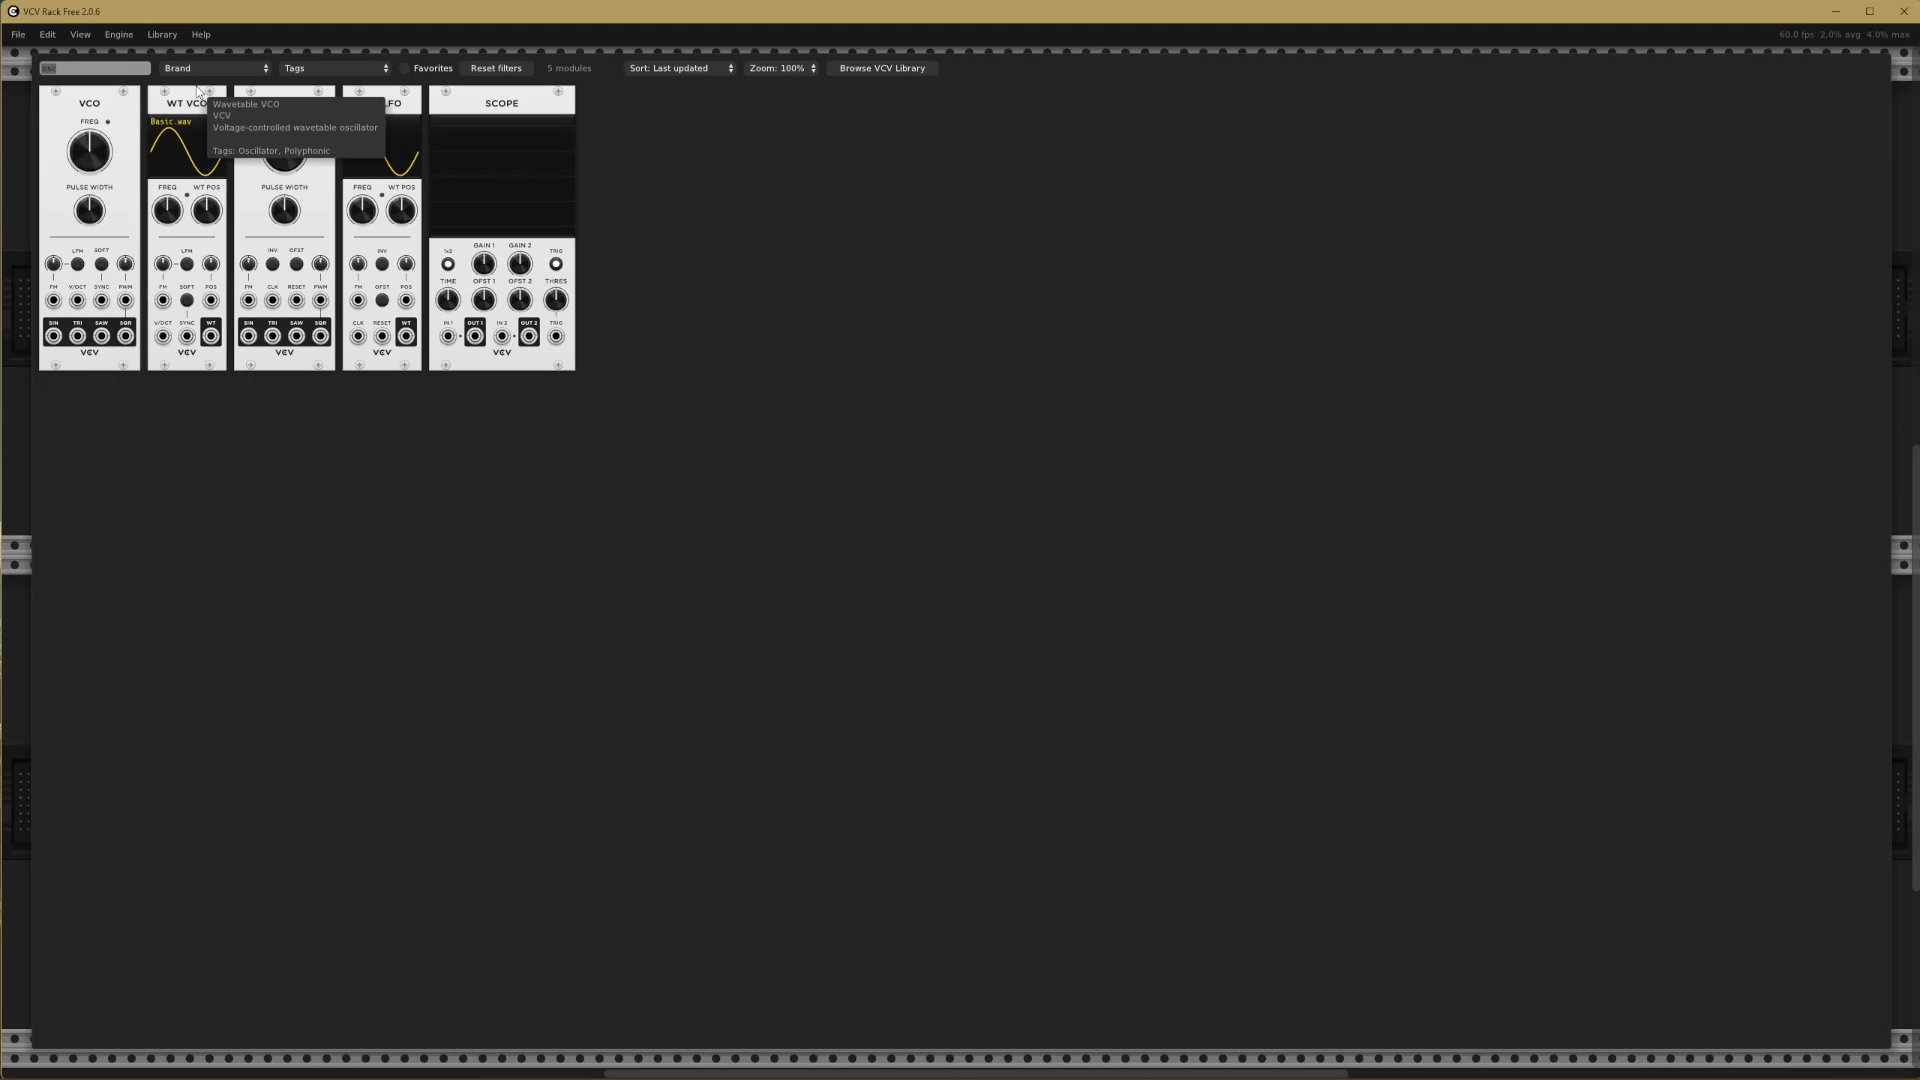 VCV Rack Free 2.0.6
File Edit View Engine Library Help
60.0 fps 2.0% avg 4.0% max
osc Brand Tags Favorites Reset filters 5 modules Sort: Last updated Zoom: 100% Browse VCV Library
VCO
FREQ
PULSE WIDTH
LFM SOFT
FM V/OCT SYNC PWM
SIN TRI SAW SQR
VCV
WT VCO
Basic.wav
FREQ WT POS
LFM
FM SOFT POS
V/OCT SYNC WT
VCV
Wavetable VCO
VCV
Voltage-controlled wavetable oscillator
Tags: Oscillator, Polyphonic
PULSE WIDTH
INV OFST
FM CLK RESET PWM
SIN TRI SAW SQR
VCV
LFO
FREQ WT POS
INV
FM OFST POS
CLK RESET WT
VCV
SCOPE
1x2 GAIN 1 GAIN 2 TRIG
TIME OFST 1 OFST 2 THRES
IN 1 OUT 1 IN 2 OUT 2 TRIG
VCV